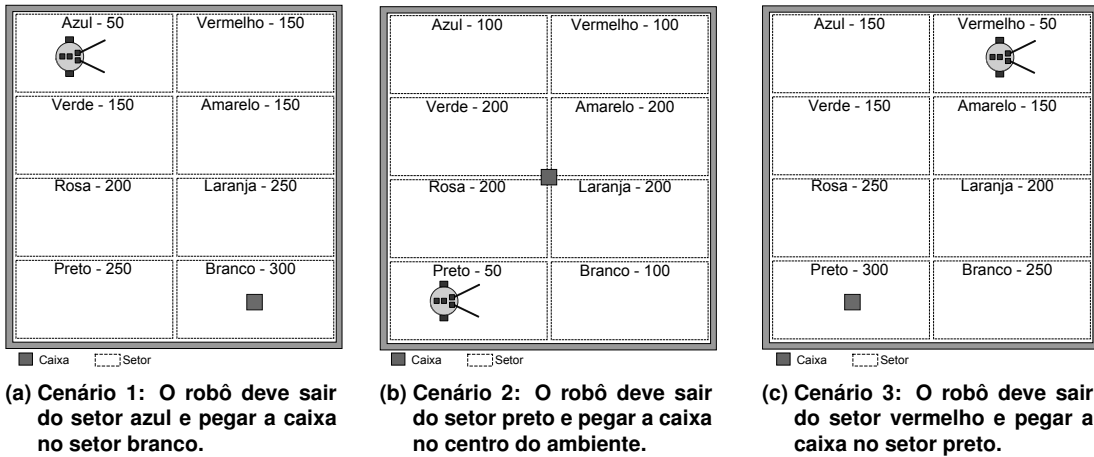 Azul - 50 Vermelho - 150
Verde - 150 Amarelo - 150
Rosa - 200 Laranja - 250
Preto - 250 Branco - 300
Caixa Setor
(a) Cenário 1: O robô deve sair
do setor azul e pegar a caixa
no setor branco.
Azul - 100 Vermelho - 100
Verde - 200 Amarelo - 200
Rosa - 200 Laranja - 200
Preto - 50 Branco - 100
Caixa Setor
(b) Cenário 2: O robô deve sair
do setor preto e pegar a caixa
no centro do ambiente.
Azul - 150 Vermelho - 50
Verde - 150 Amarelo - 150
Rosa - 250 Laranja - 200
Preto - 300 Branco - 250
Caixa Setor
(c) Cenário 3: O robô deve sair
do setor vermelho e pegar a
caixa no setor preto.